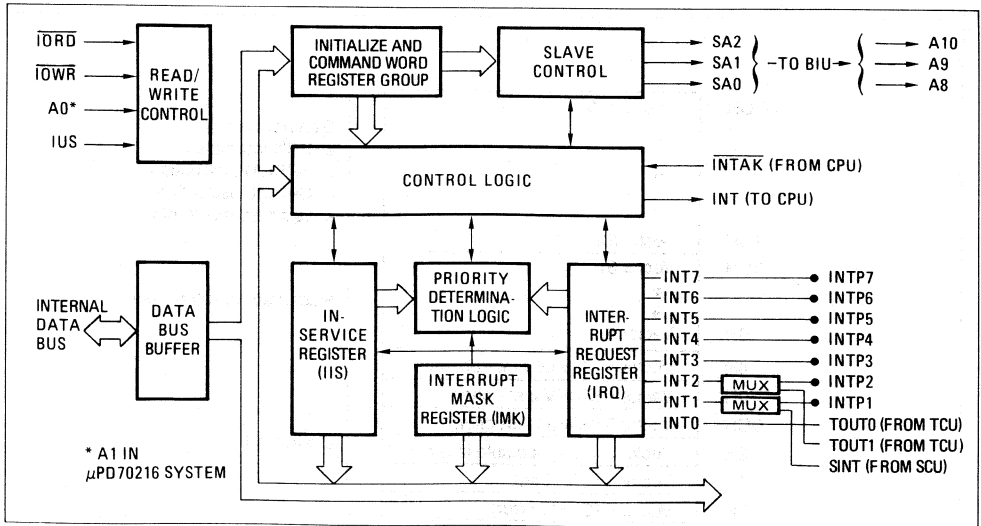 IORD
IOWR
A0*
IUS
READ/
WRITE
CONTROL
INITIALIZE AND
COMMAND WORD
REGISTER GROUP
SLAVE
CONTROL
SA2
SA1
SA0
TO BIU
A10
A9
A8
CONTROL LOGIC
INTAK (FROM CPU)
INT (TO CPU)
INTERNAL
DATA
BUS
DATA
BUS
BUFFER
IN-
SERVICE
REGISTER
(IIS)
PRIORITY
DETERMINA-
TION LOGIC
INTERRUPT
MASK
REGISTER (IMK)
INTER-
RUPT
REQUEST
REGISTER
(IRQ)
INT7 INTP7
INT6 INTP6
INT5 INTP5
INT4 INTP4
INT3 INTP3
INT2 MUX INTP2
INT1 MUX INTP1
INT0 TOUT0 (FROM TCU)
TOUT1 (FROM TCU)
SINT (FROM SCU)
* A1 IN
μPD70216 SYSTEM